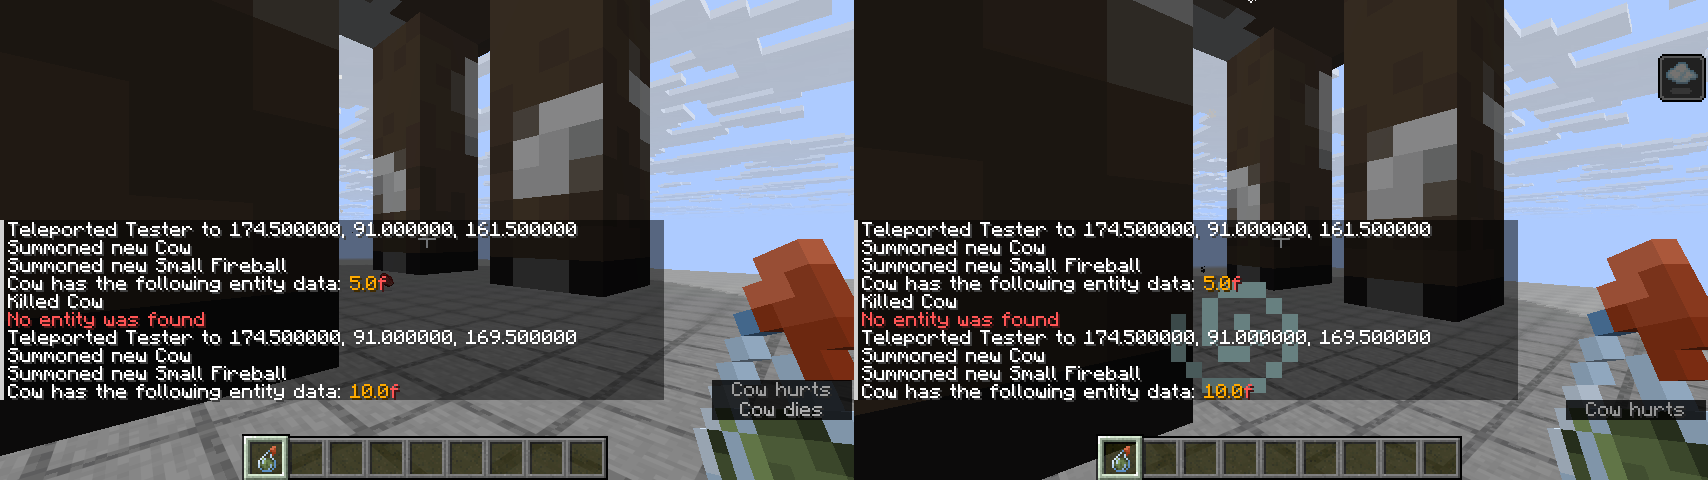 Teleported Tester to 174.500000, 91.000000, 161.500000
Summoned new Cow
Summoned new Small Fireball
Cow has the following entity data: 5.0f
Killed Cow
No entity was found
Teleported Tester to 174.500000, 91.000000, 169.500000
Summoned new Cow
Summoned new Small Fireball
Cow has the following entity data: 10.0f
Cow hurts
Cow dies
Teleported Tester to 174.500000, 91.000000, 161.500000
Summoned new Cow
Summoned new Small Fireball
Cow has the following entity data: 5.0f
Killed Cow
No entity was found
Teleported Tester to 174.500000, 91.000000, 169.500000
Summoned new Cow
Summoned new Small Fireball
Cow has the following entity data: 10.0f
Cow hurts